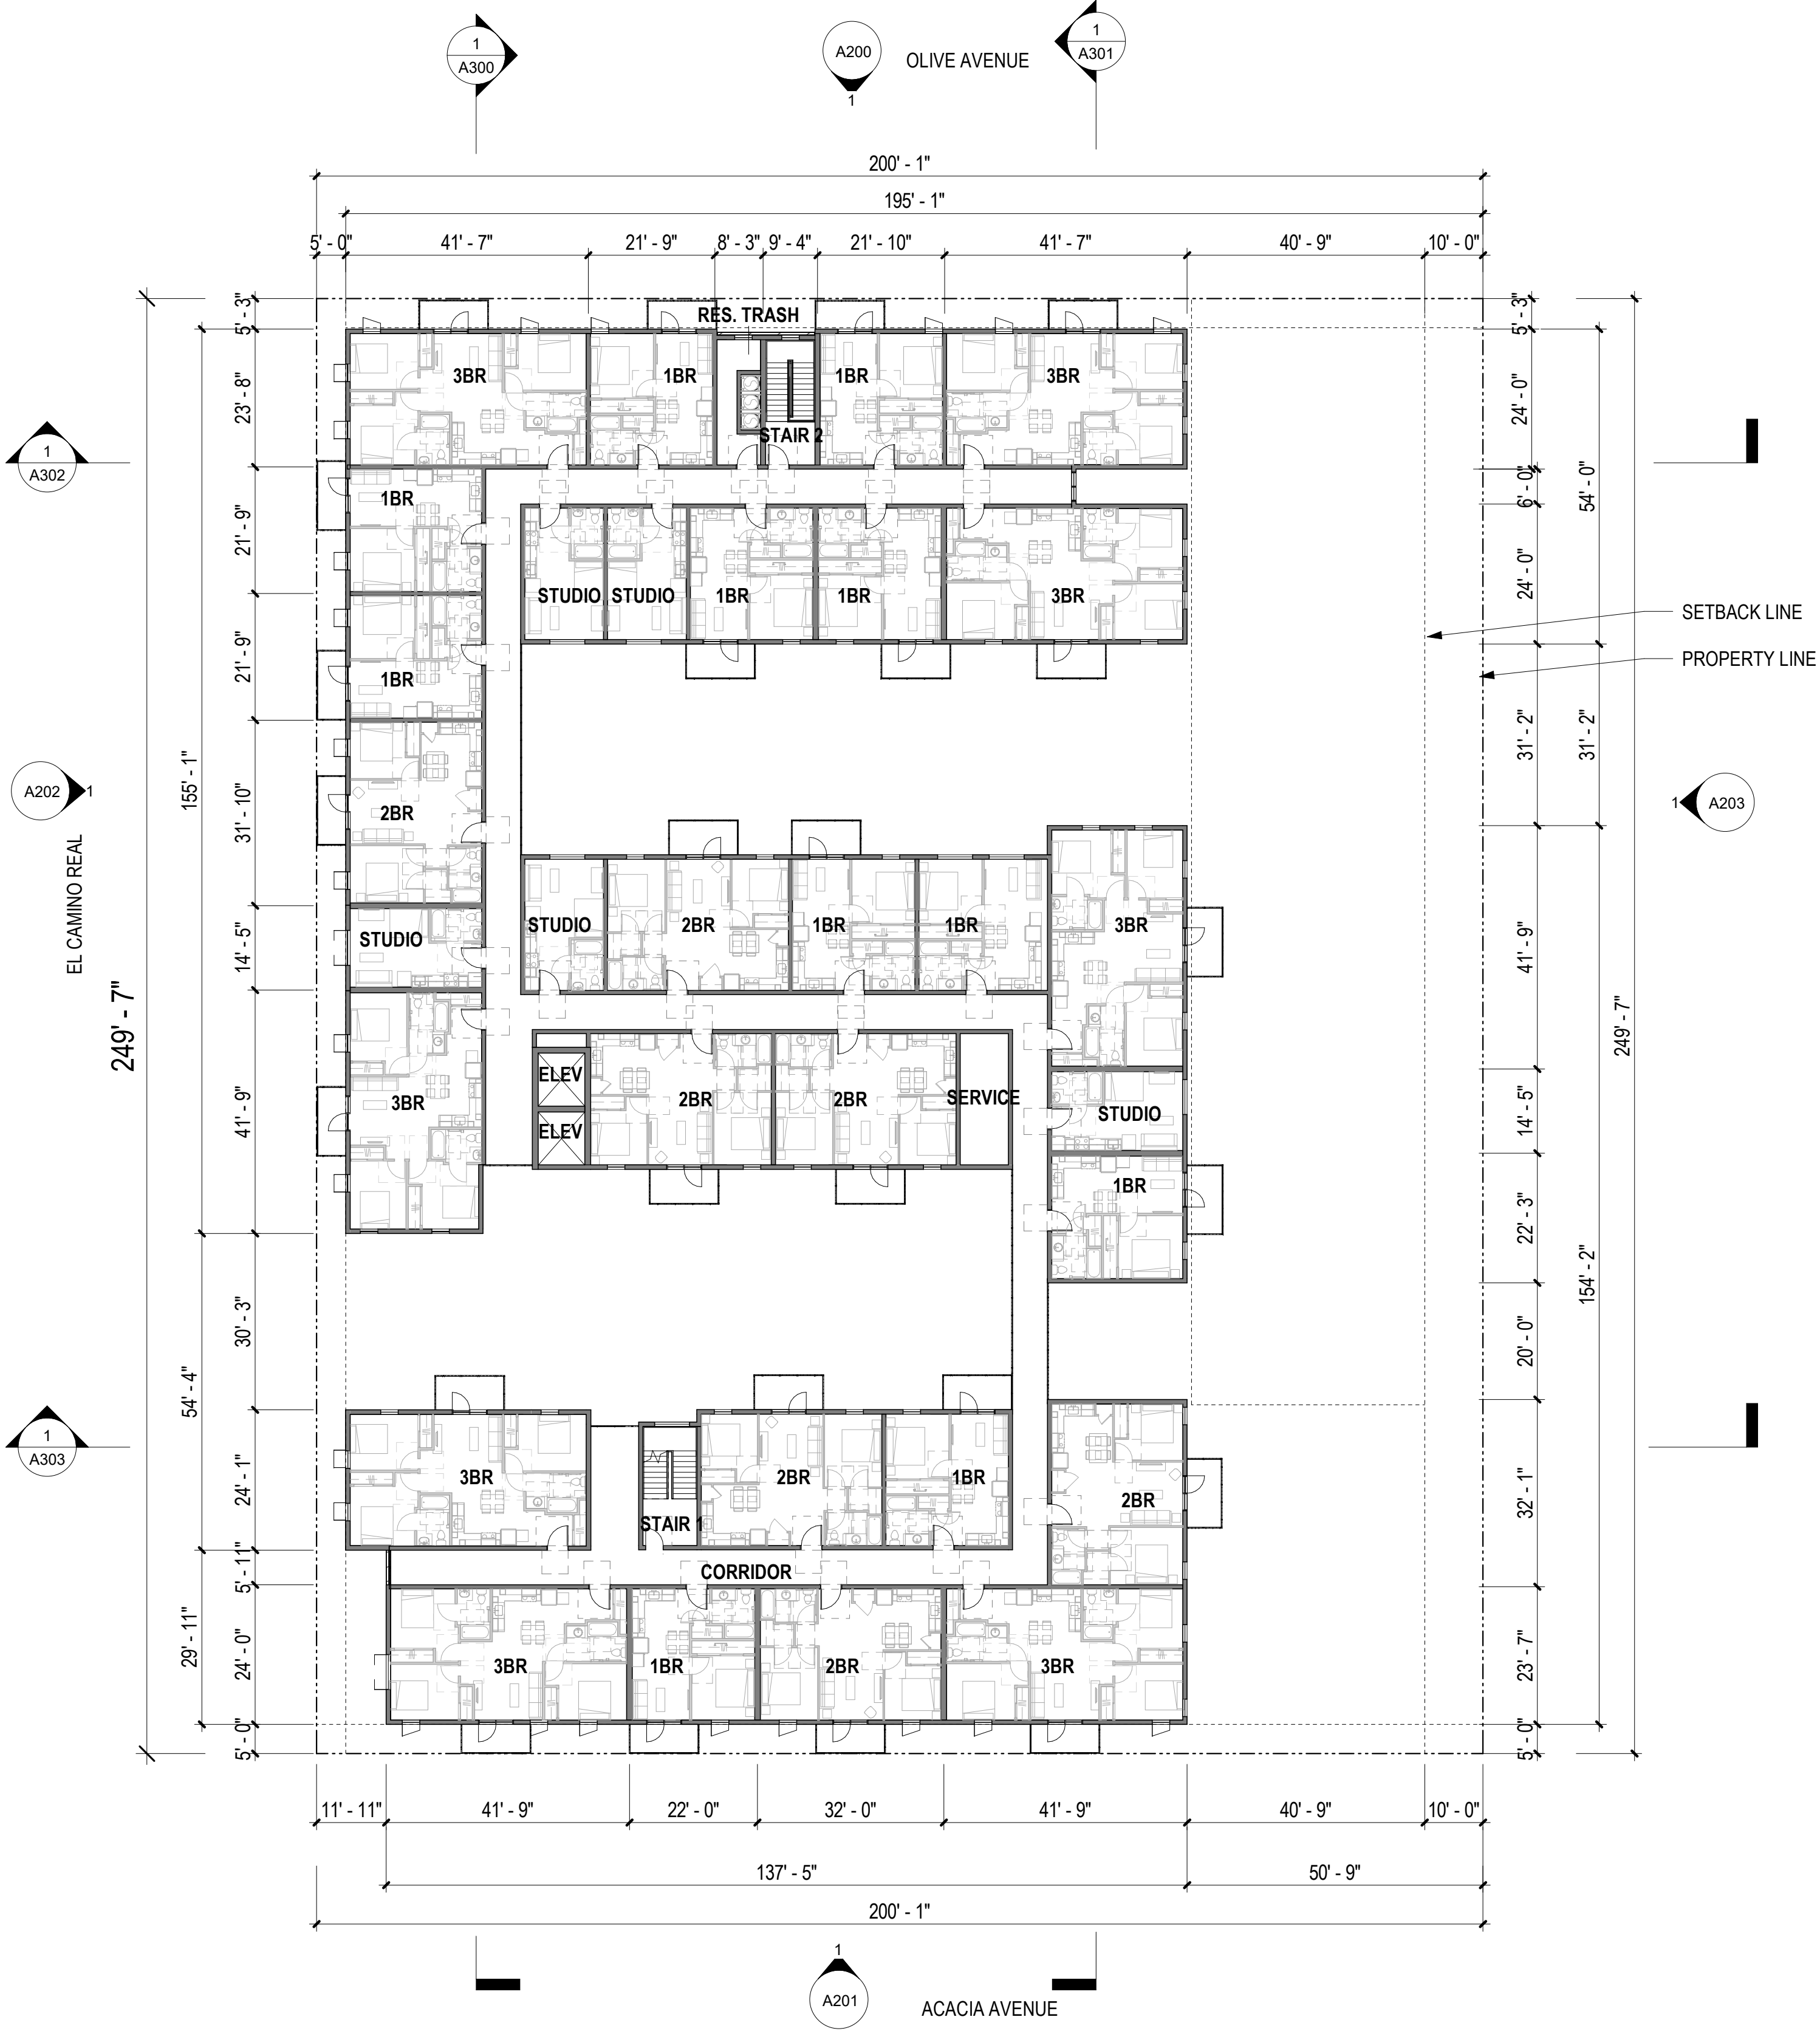 1
A300
A200
1
OLIVE AVENUE
1
A301
200' - 1"
195' - 1"
5' - 0"
41' - 7"
21' - 9"
8' - 3"
9' - 4"
21' - 10"
41' - 7"
40' - 9"
10' - 0"
5' - 3"
RES. TRASH
5' - 3"
23' - 8"
3BR
1BR
1BR
3BR
24' - 0"
STAIR 2
1
A302
1BR
6' - 0"
54' - 0"
21' - 9"
STUDIO
STUDIO
1BR
1BR
3BR
24' - 0"
SETBACK LINE
PROPERTY LINE
21' - 9"
1BR
31' - 2"
31' - 2"
155' - 1"
A202
1
31' - 10"
2BR
1
A203
EL CAMINO REAL
14' - 5"
STUDIO
STUDIO
2BR
1BR
1BR
3BR
41' - 9"
249' - 7"
249' - 7"
41' - 9"
3BR
ELEV
ELEV
2BR
2BR
SERVICE
STUDIO
14' - 5"
1BR
22' - 3"
154' - 2"
30' - 3"
20' - 0"
54' - 4"
1
A303
24' - 1"
3BR
STAIR 1
2BR
1BR
2BR
32' - 1"
5' - 11"
CORRIDOR
29' - 11"
24' - 0"
3BR
1BR
2BR
3BR
23' - 7"
5' - 0"
5' - 0"
11' - 11"
41' - 9"
22' - 0"
32' - 0"
41' - 9"
40' - 9"
10' - 0"
137' - 5"
50' - 9"
200' - 1"
1
A201
ACACIA AVENUE